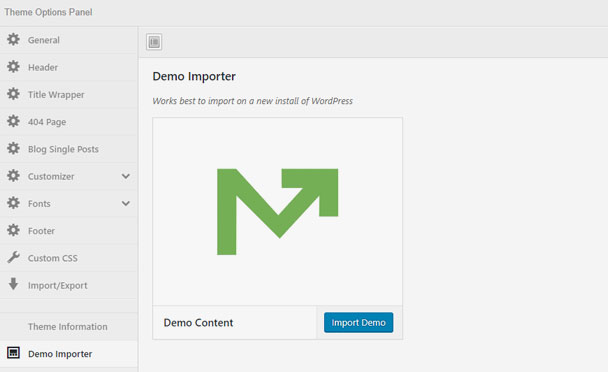 Theme Options Panel
General
Header
Title Wrapper
404 Page
Blog Single Posts
Customizer
Fonts
Footer
Custom CSS
Import/Export
Theme Information
Demo Importer
Demo Importer
Works best to import on a new install of WordPress
Demo Content
Import Demo